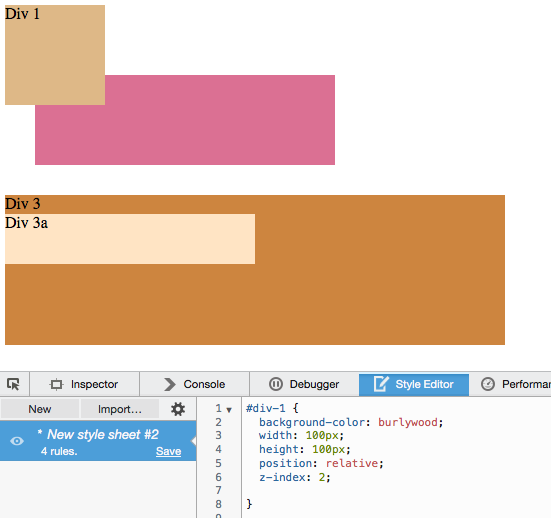 Div 1
Div 3
Div 3a
Inspector
Console
Debugger
Style Editor
Performa
New
Import...
* New style sheet #2
4 rules.
Save
1 #div-1 {
2 background-color: burlywood;
3 width: 100px;
4 height: 100px;
5 position: relative;
6 z-index: 2;
7
8 }
9